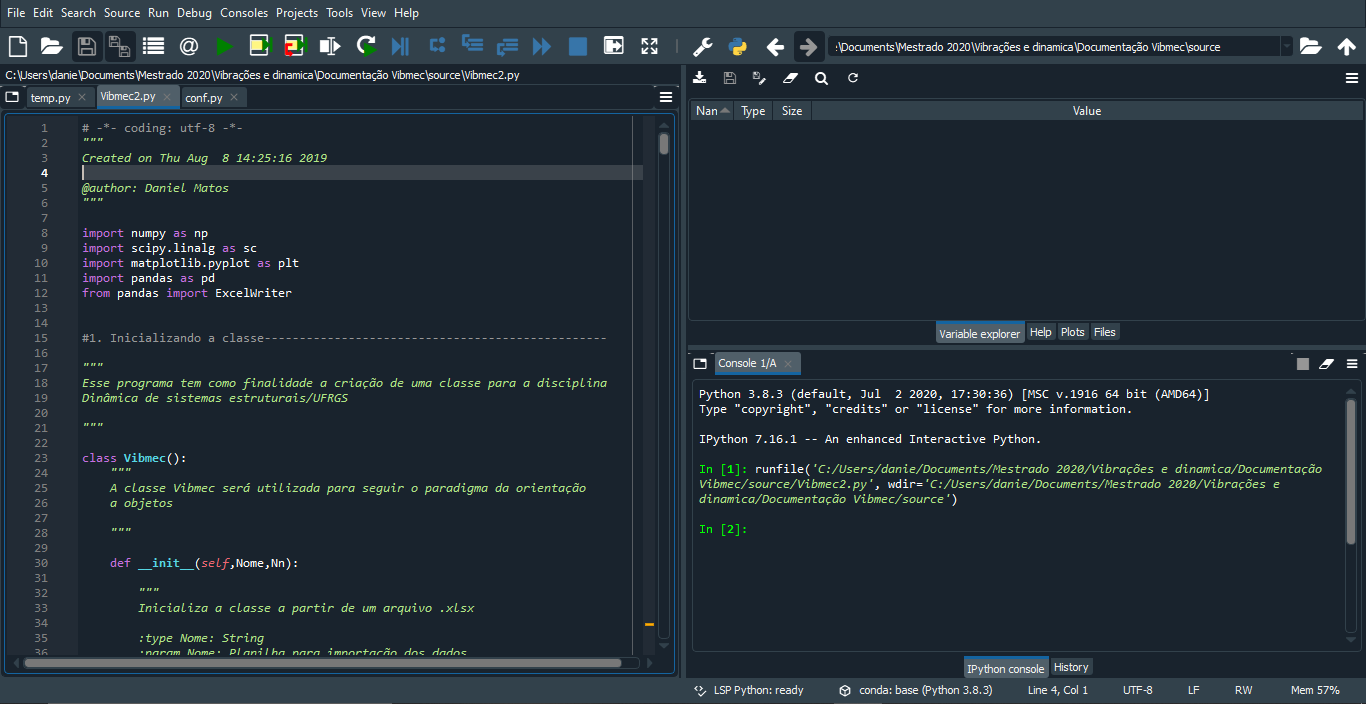 File Edit Search Source Run Debug Consoles Projects Tools View Help
:\Documents\Mestrado 2020\Vibrações e dinamica\Documentação Vibmec\source
C:\Users\danie\Documents\Mestrado 2020\Vibrações e dinamica\Documentação Vibmec\source\Vibmec2.py
temp.py Vibmec2.py conf.py
1 # -*- coding: utf-8 -*-
2 """
3 Created on Thu Aug  8 14:25:16 2019
4
5 @author: Daniel Matos
6 """
7
8 import numpy as np
9 import scipy.linalg as sc
10 import matplotlib.pyplot as plt
11 import pandas as pd
12 from pandas import ExcelWriter
13
14
15 #1. Inicializando a classe-------------------------------------------------
16
17 """
18 Esse programa tem como finalidade a criação de uma classe para a disciplina
19 Dinâmica de sistemas estruturais/UFRGS
20
21 """
22
23 class Vibmec():
24     """
25     A classe Vibmec será utilizada para seguir o paradigma da orientação
26     a objetos
27
28     """
29
30     def __init__(self,Nome,Nn):
31
32         """
33         Inicializa a classe a partir de um arquivo .xlsx
34
35         :type Nome: String
36         :param Nome: Planilha para importação dos dados
Nan Type Size Value
Variable explorer Help Plots Files
Console 1/A
Python 3.8.3 (default, Jul  2 2020, 17:30:36) [MSC v.1916 64 bit (AMD64)]
Type "copyright", "credits" or "license" for more information.
IPython 7.16.1 -- An enhanced Interactive Python.
In [1]: runfile('C:/Users/danie/Documents/Mestrado 2020/Vibrações e dinamica/Documentação
Vibmec/source/Vibmec2.py', wdir='C:/Users/danie/Documents/Mestrado 2020/Vibrações e
dinamica/Documentação Vibmec/source')
In [2]:
IPython console History
LSP Python: ready conda: base (Python 3.8.3) Line 4, Col 1 UTF-8 LF RW Mem 57%